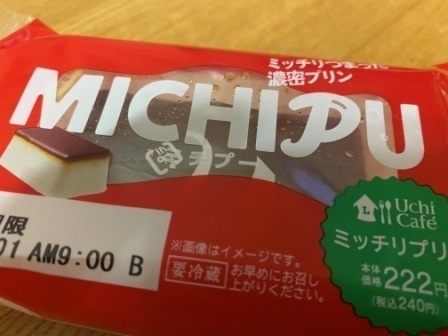 ミッチリつまった
濃密プリン
MICHIPU
チプー
L
Uchi
Café
ミッチリプリ
本体
価格 222円
(税込240円)
限
01 AM9:00 B
※画像はイメージです。
要冷蔵
お早めにお召し
上がりください。